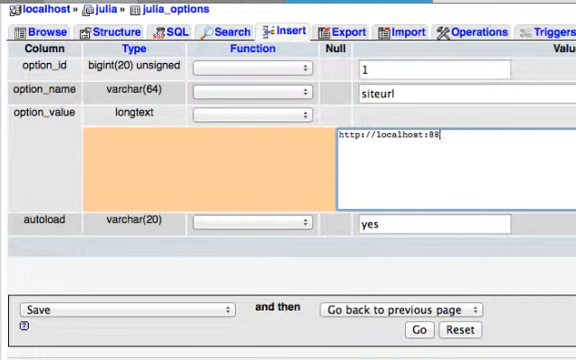 localhost » julia » julia_options
Browse Structure SQL Search Insert Export Import Operations Triggers
Column Type Function Null
option_id bigint(20) unsigned 1
option_name varchar(64) siteurl
option_value longtext
http://localhost:88
autoload varchar(20) yes
Save and then Go back to previous page
Go Reset